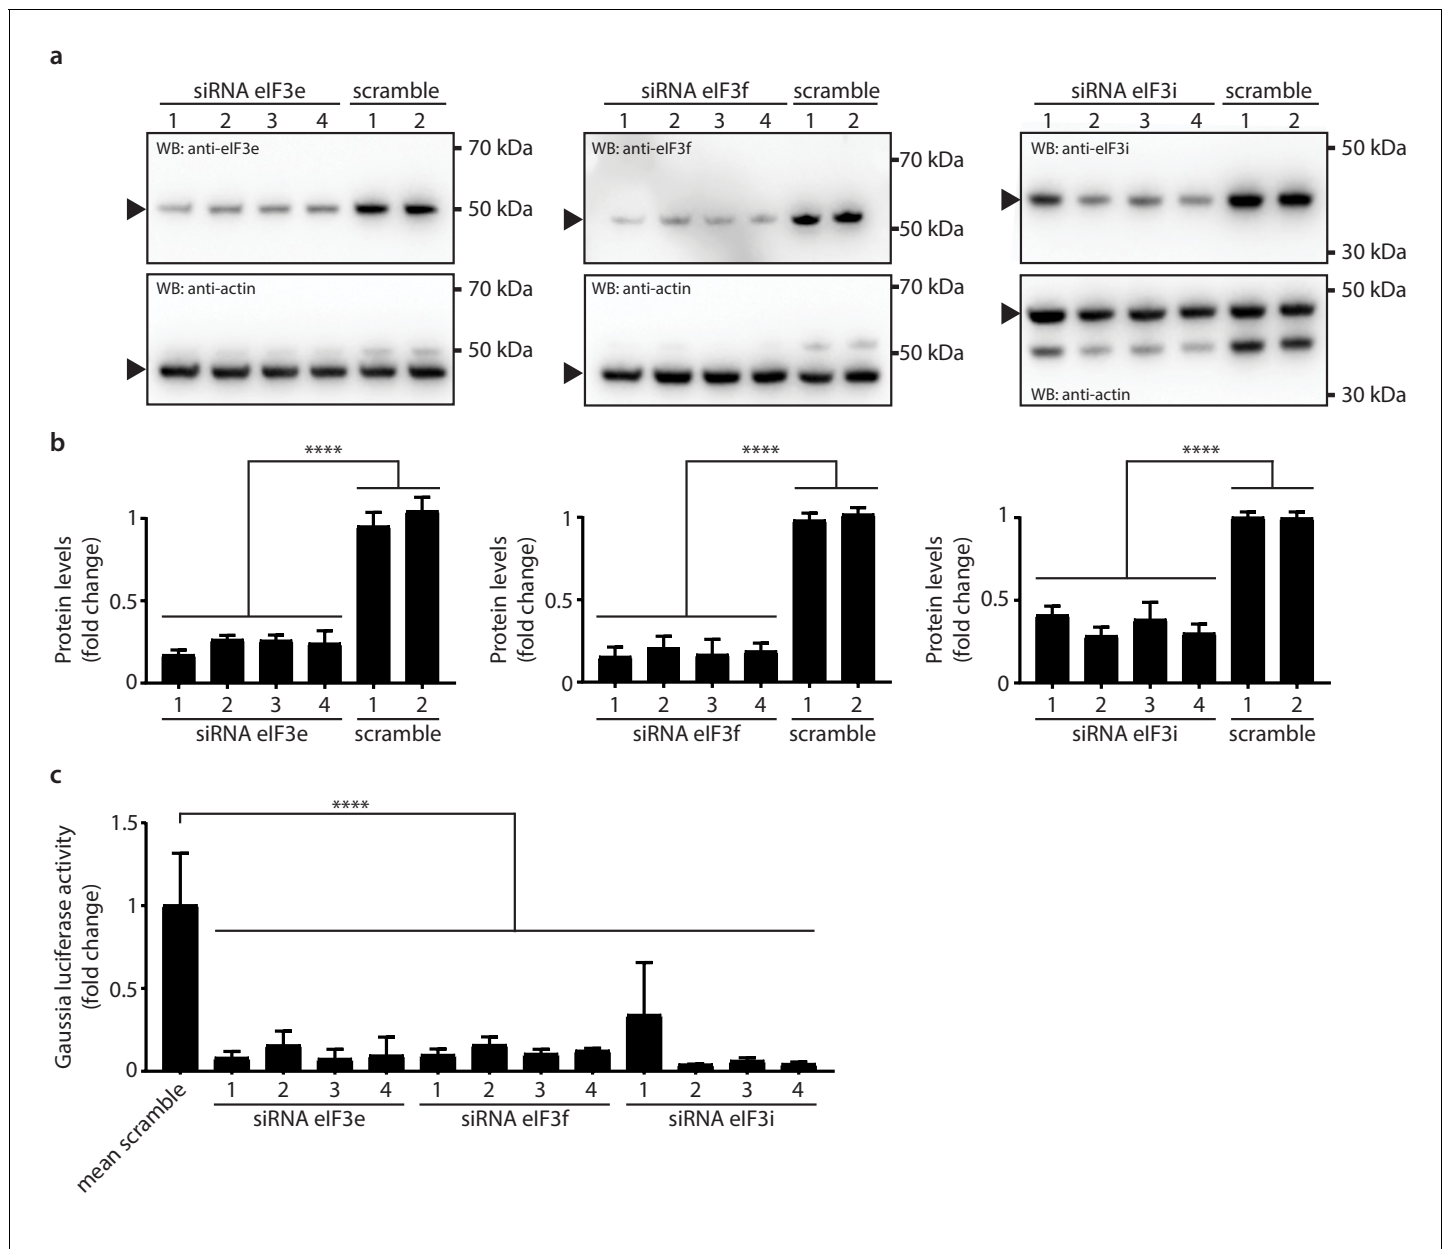 a
siRNA eIF3e scramble
1 2 3 4 1 2
WB: anti-eIF3e
70 kDa
50 kDa
WB: anti-actin
70 kDa
50 kDa
siRNA eIF3f scramble
1 2 3 4 1 2
WB: anti-eIF3f
70 kDa
50 kDa
WB: anti-actin
70 kDa
50 kDa
siRNA eIF3i scramble
1 2 3 4 1 2
WB: anti-eIF3i
50 kDa
30 kDa
50 kDa
WB: anti-actin
30 kDa
b
****
Protein levels
(fold change)
1
0.5
0
1 2 3 4 1 2
siRNA eIF3e scramble
****
Protein levels
(fold change)
1
0.5
0
1 2 3 4 1 2
siRNA eIF3f scramble
****
Protein levels
(fold change)
1
0.5
0
1 2 3 4 1 2
siRNA eIF3i scramble
c
****
Gaussia luciferase activity
(fold change)
1.5
1
0.5
0
mean scramble
1 2 3 4 1 2 3 4 1 2 3 4
siRNA eIF3e siRNA eIF3f siRNA eIF3i